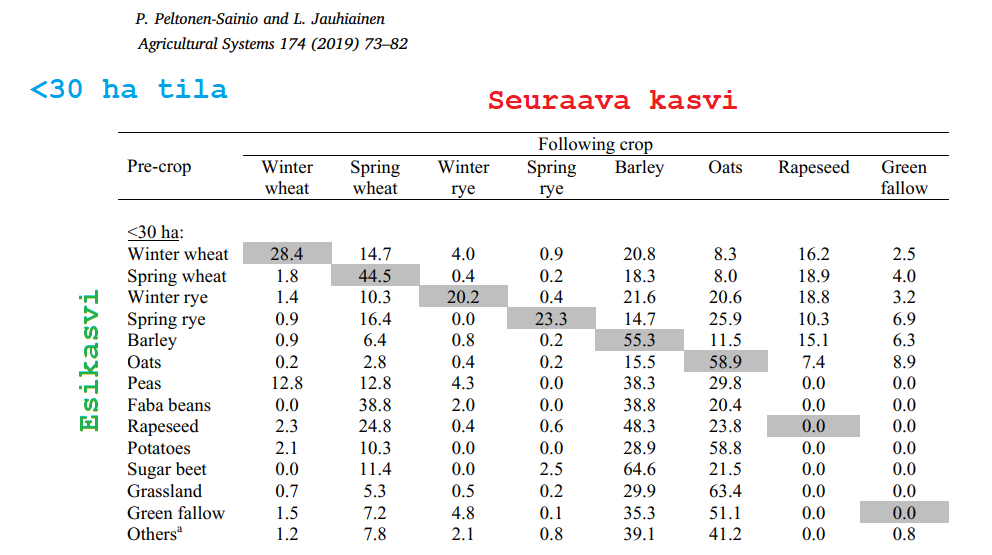 P. Peltonen-Sainio and L. Jauhiainen
Agricultural Systems 174 (2019) 73–82
<30 ha tila
Seuraava kasvi
Following crop
Pre-crop Winter wheat Spring wheat Winter rye Spring rye Barley Oats Rapeseed Green fallow
<30 ha:
Winter wheat 28.4 14.7 4.0 0.9 20.8 8.3 16.2 2.5
Spring wheat 1.8 44.5 0.4 0.2 18.3 8.0 18.9 4.0
Winter rye 1.4 10.3 20.2 0.4 21.6 20.6 18.8 3.2
Spring rye 0.9 16.4 0.0 23.3 14.7 25.9 10.3 6.9
Barley 0.9 6.4 0.8 0.2 55.3 11.5 15.1 6.3
Oats 0.2 2.8 0.4 0.2 15.5 58.9 7.4 8.9
Peas 12.8 12.8 4.3 0.0 38.3 29.8 0.0 0.0
Faba beans 0.0 38.8 2.0 0.0 38.8 20.4 0.0 0.0
Rapeseed 2.3 24.8 0.4 0.6 48.3 23.8 0.0 0.0
Potatoes 2.1 10.3 0.0 0.0 28.9 58.8 0.0 0.0
Sugar beet 0.0 11.4 0.0 2.5 64.6 21.5 0.0 0.0
Grassland 0.7 5.3 0.5 0.2 29.9 63.4 0.0 0.0
Green fallow 1.5 7.2 4.8 0.1 35.3 51.1 0.0 0.0
Othersᵃ 1.2 7.8 2.1 0.8 39.1 41.2 0.0 0.8
Esikasvi